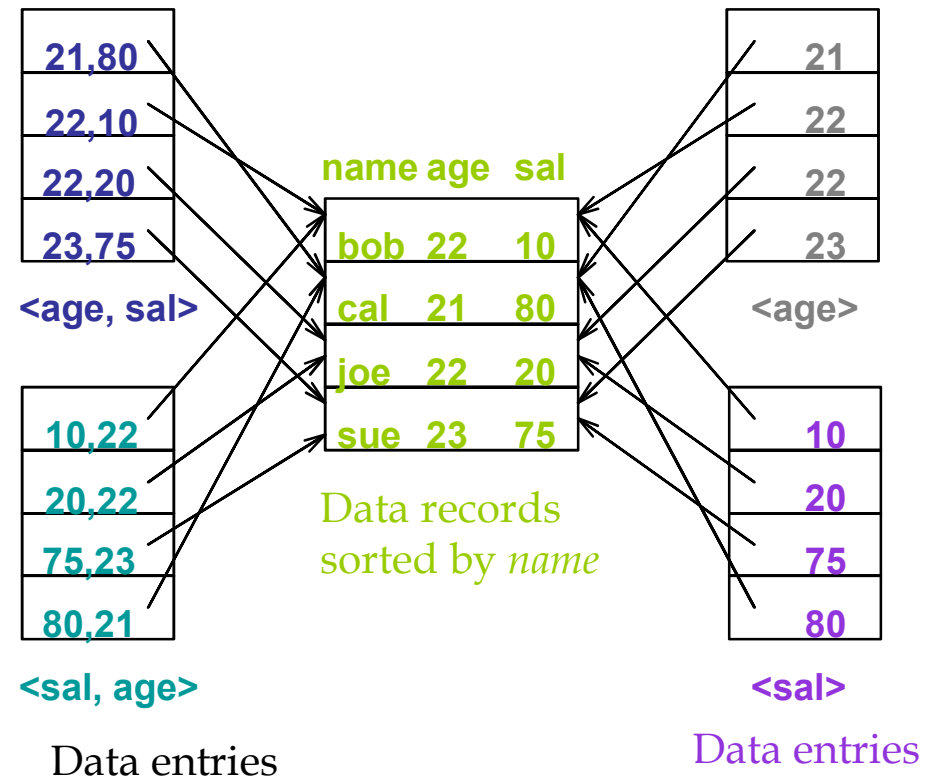 21,80
22,10
22,20
23,75
<age, sal>
10,22
20,22
75,23
80,21
<sal, age>
Data entries
name age sal
bob 22 10
cal 21 80
joe 22 20
sue 23 75
Data records
sorted by name
21
22
22
23
<age>
10
20
75
80
<sal>
Data entries